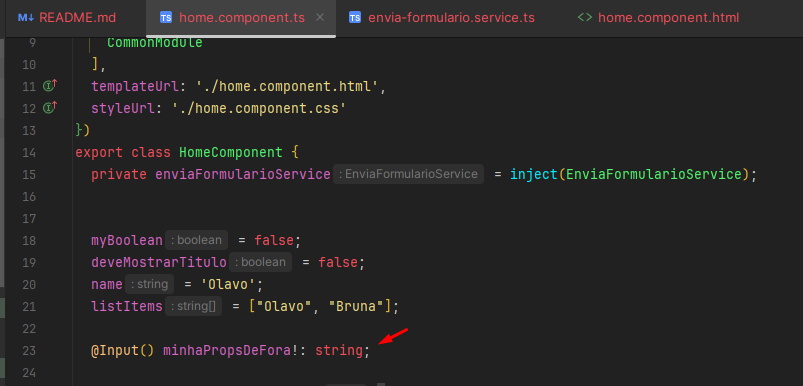 README.md home.component.ts envia-formulario.service.ts home.component.html
9 CommonModule
10 ],
11 templateUrl: './home.component.html',
12 styleUrl: './home.component.css'
13 })
14 export class HomeComponent {
15 private enviaFormularioService : EnviaFormularioService = inject(EnviaFormularioService);
16
17
18 myBoolean : boolean = false;
19 deveMostrarTitulo : boolean = false;
20 name : string = 'Olavo';
21 listItems : string[] = ["Olavo", "Bruna"];
22
23 @Input() minhaPropsDeFora!: string;
24